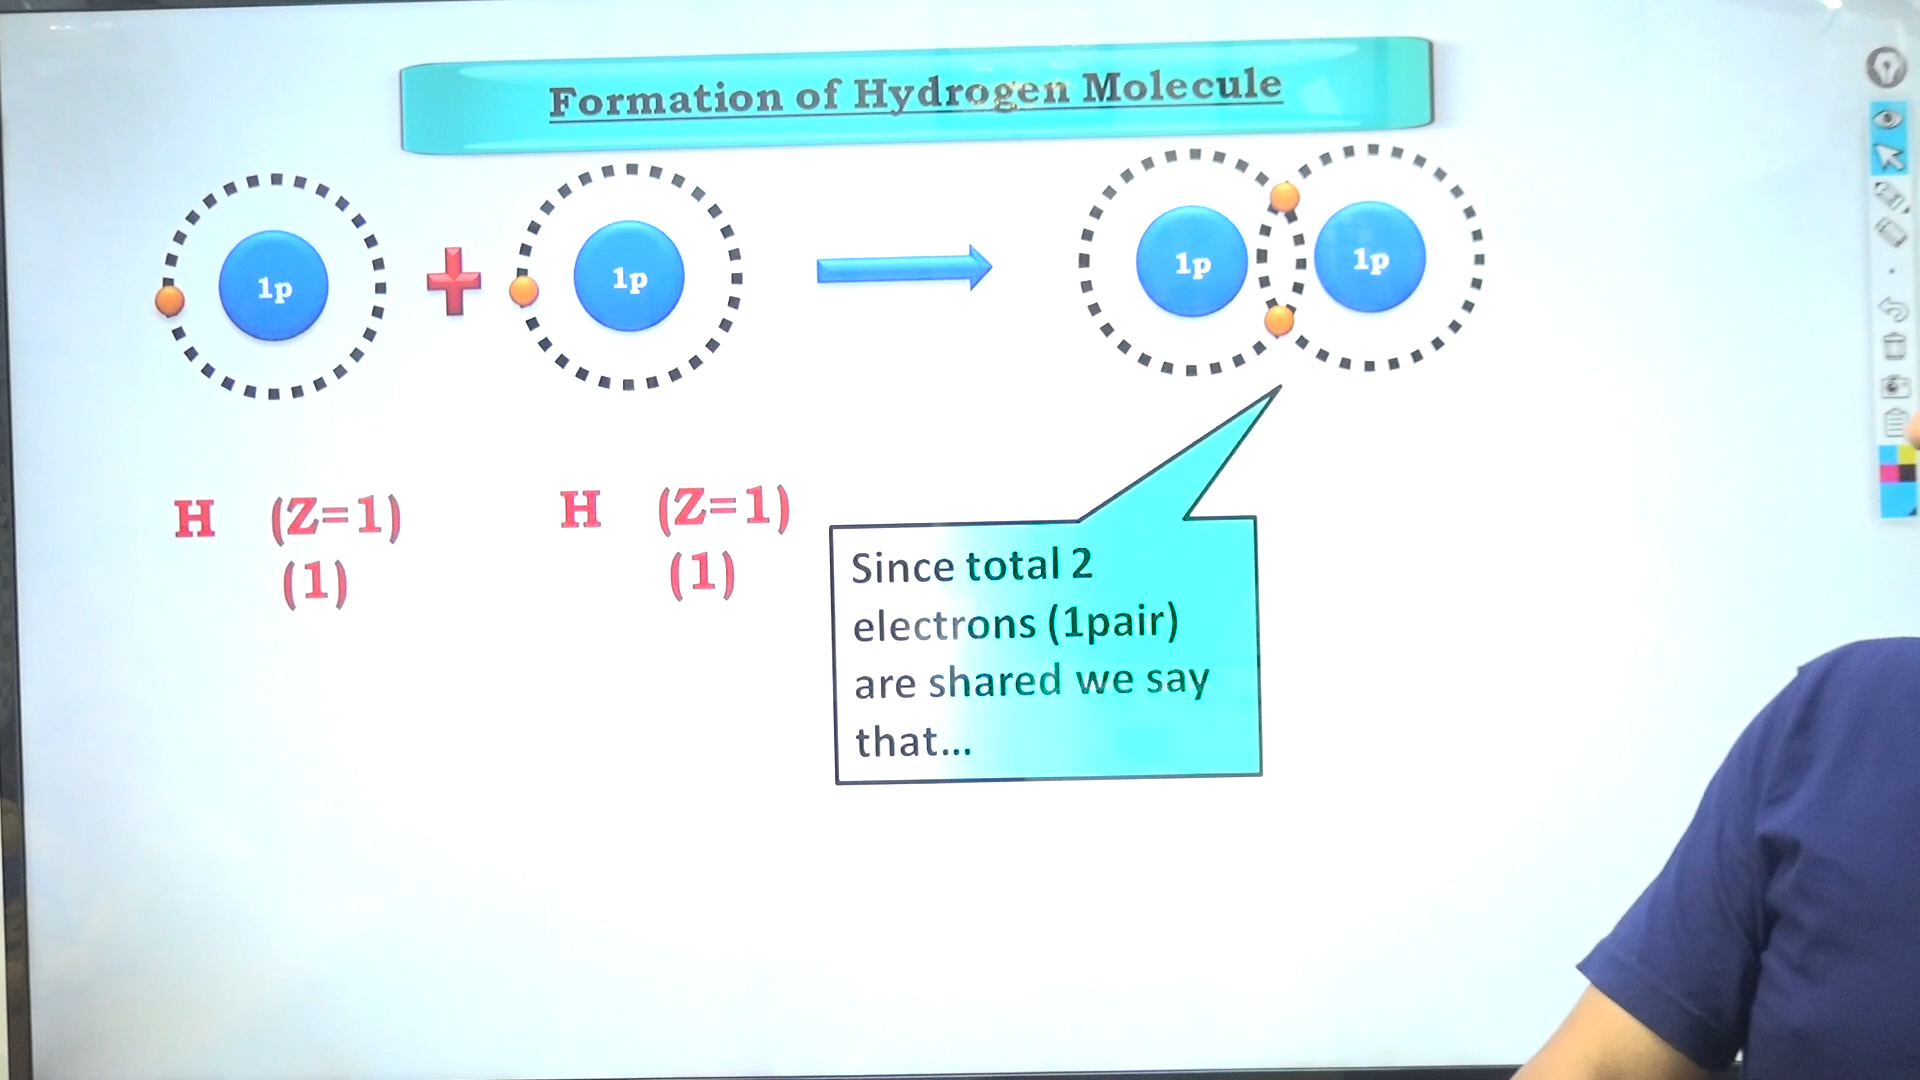 Formation of Hydrogen Molecule
1p
1p
1p
1p
H (Z=1)
(1)
H (Z=1)
(1)
Since total 2
electrons (1pair)
are shared we say
that...